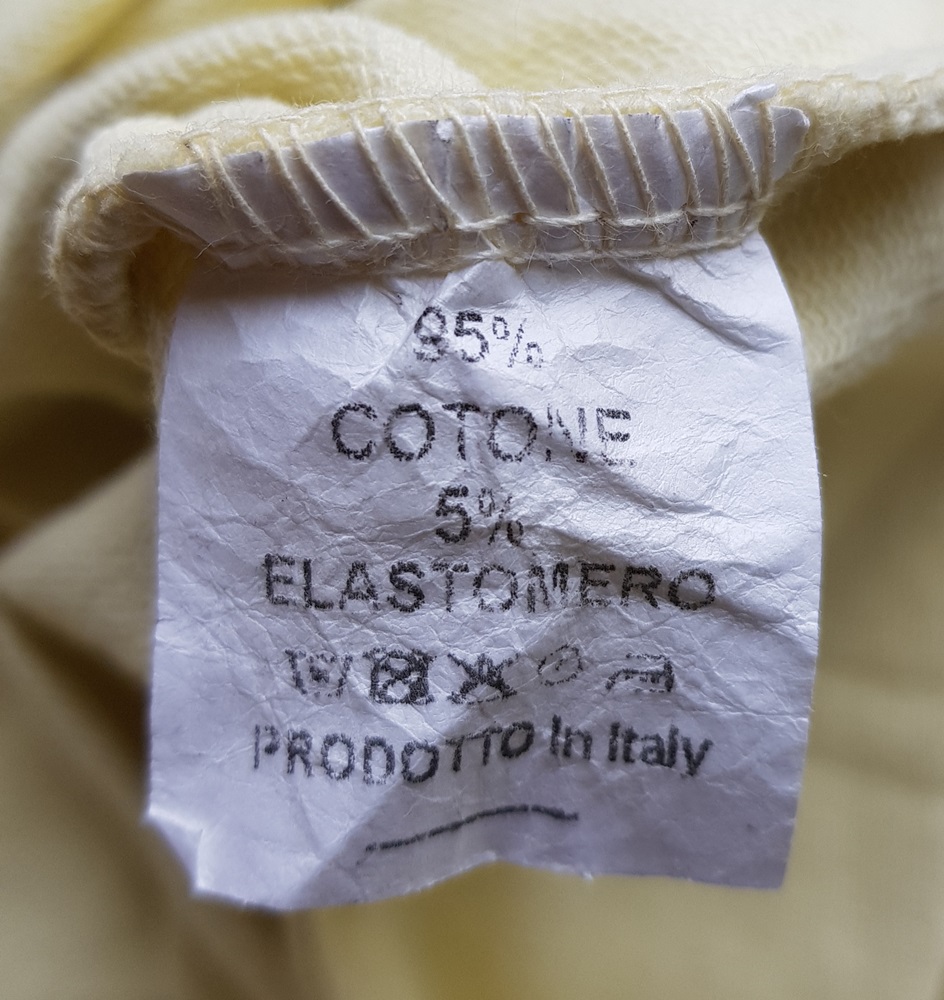 95%
COTONE
5%
ELASTOMERO
PRODOTTO In Italy